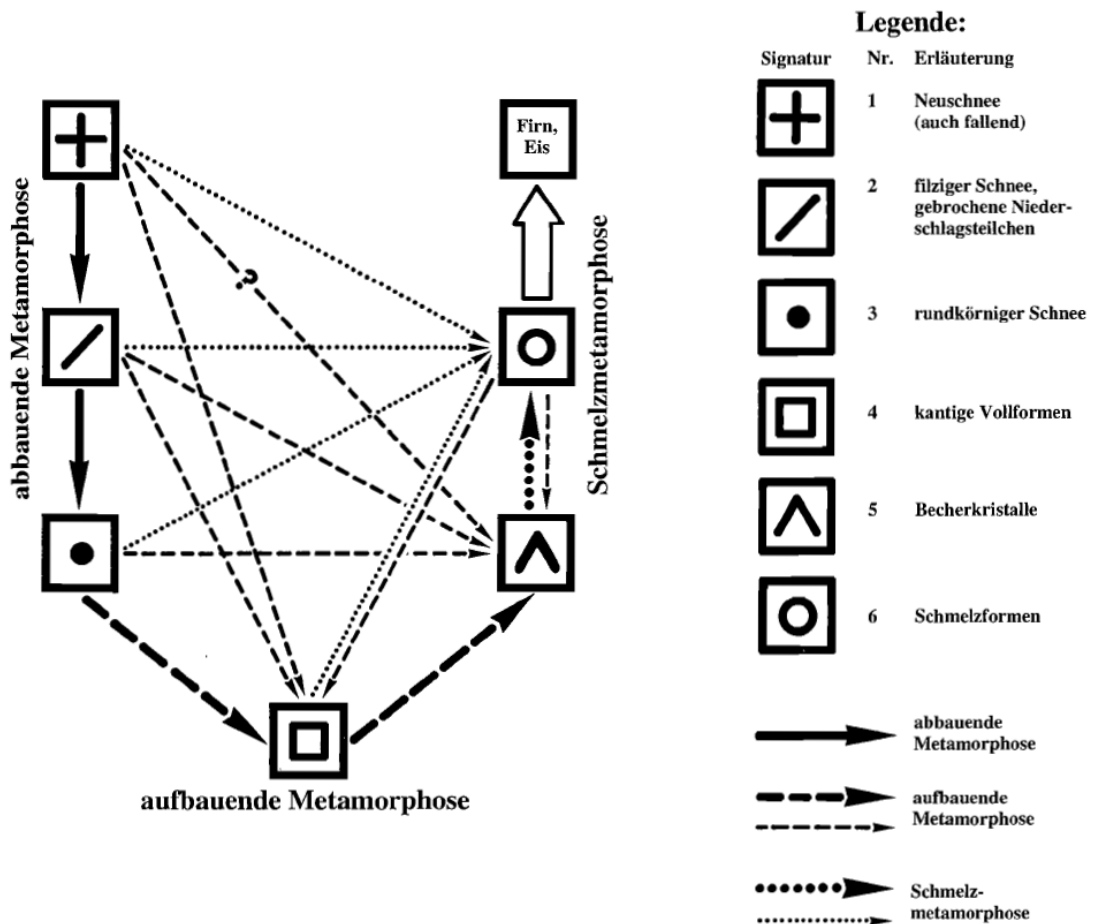 Firn,
Eis
abbauende Metamorphose
Schmelzmetamorphose
?
aufbauende Metamorphose
Legende:
Signatur Nr. Erläuterung
1 Neuschnee
(auch fallend)
2 filziger Schnee,
gebrochene Nieder-
schlagsteilchen
3 rundkörniger Schnee
4 kantige Vollformen
5 Becherkristalle
6 Schmelzformen
abbauende
Metamorphose
aufbauende
Metamorphose
Schmelz-
metamorphose